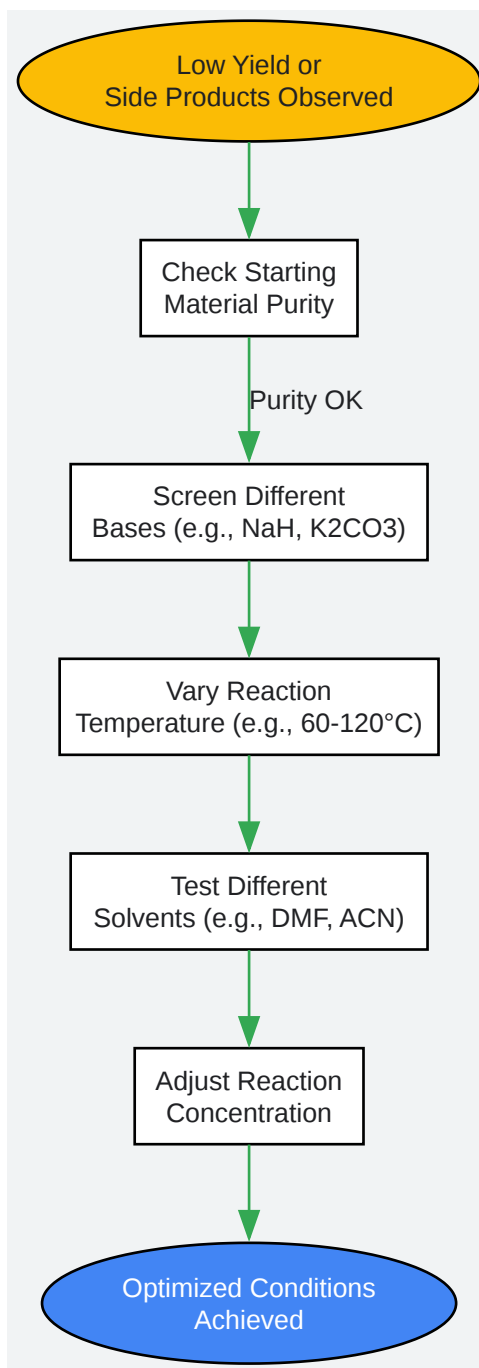 Low Yield or
Side Products Observed
Check Starting
Material Purity
Purity OK
Screen Different
Bases (e.g., NaH, K2CO3)
Vary Reaction
Temperature (e.g., 60-120°C)
Test Different
Solvents (e.g., DMF, ACN)
Adjust Reaction
Concentration
Optimized Conditions
Achieved